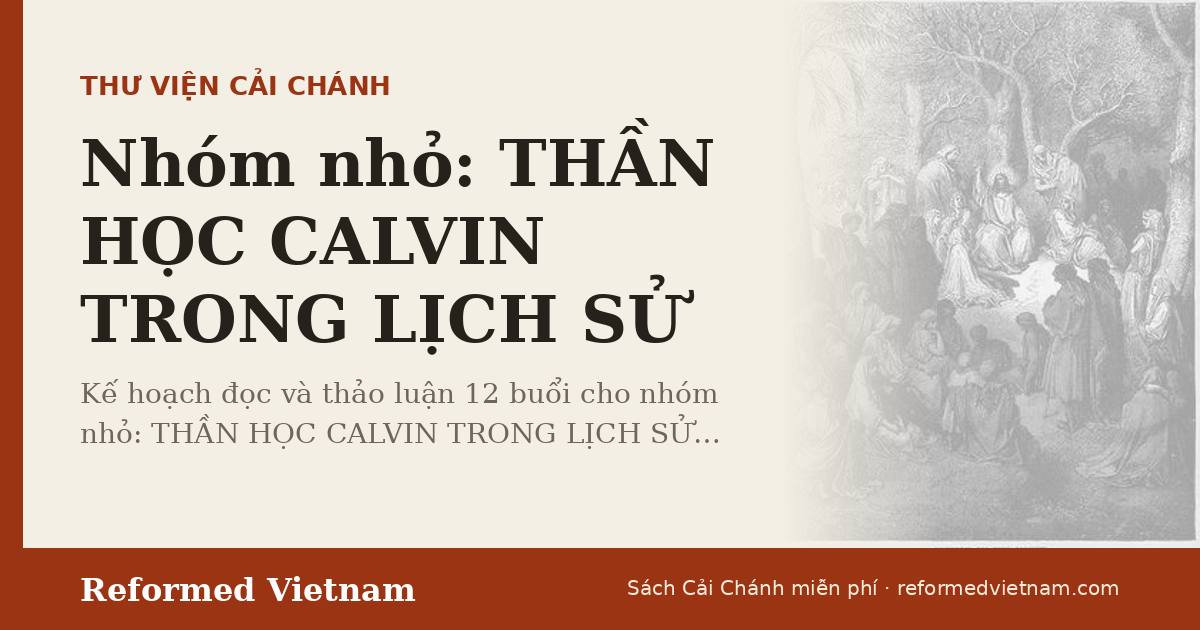 THƯ VIỆN CẢI CHÁNH
Nhóm nhỏ: THẦN
HỌC CALVIN
TRONG LỊCH SỬ
Kế hoạch đọc và thảo luận 12 buổi cho nhóm
nhỏ: THẦN HỌC CALVIN TRONG LỊCH SỬ...
Reformed Vietnam
Sách Cải Chánh miễn phí · reformedvietnam.com